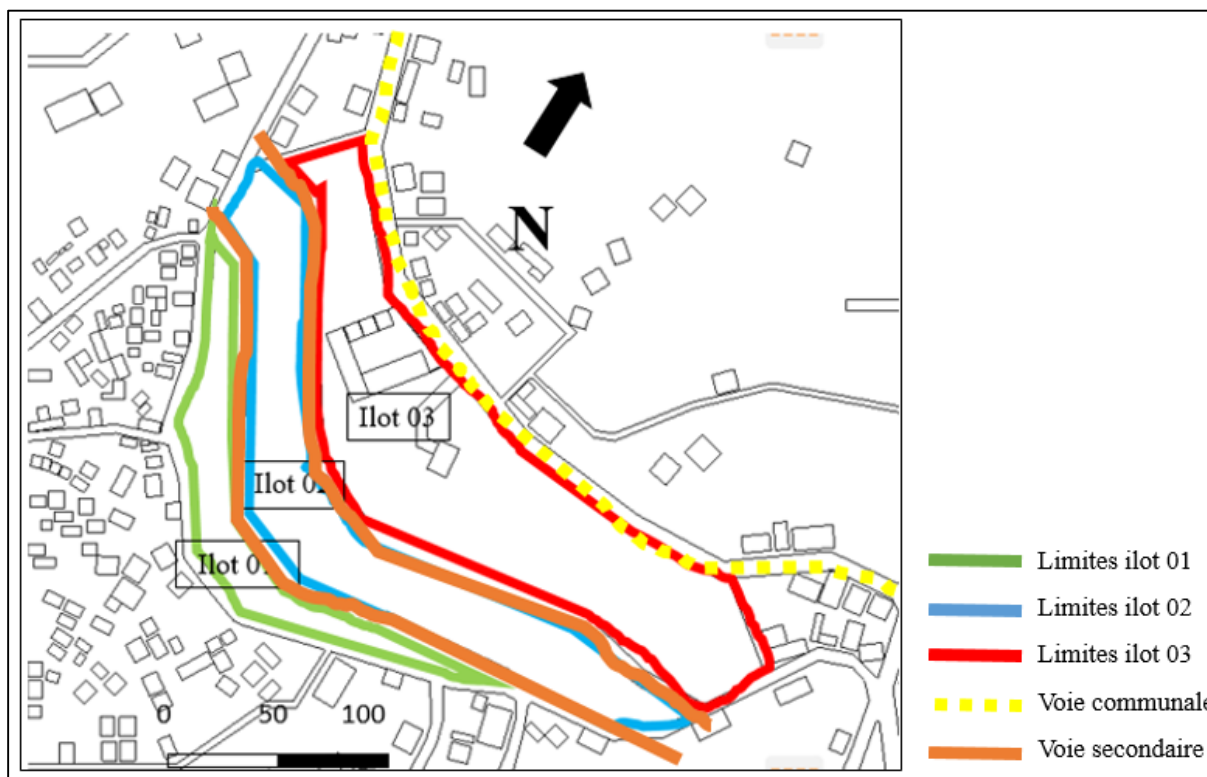 N
Ilot 03
Ilot 02
Ilot 01
0 50 100
Limites ilot 01
Limites ilot 02
Limites ilot 03
Voie communale
Voie secondaire